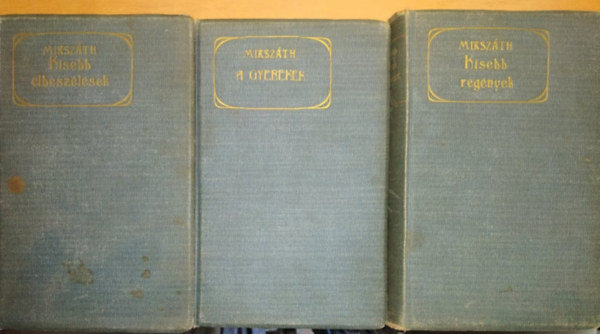 MIKSZÁTH
Kisebb
elbeszélések
MIKSZÁTH
A GYEREKEK
MIKSZÁTH
Kisebb
regények